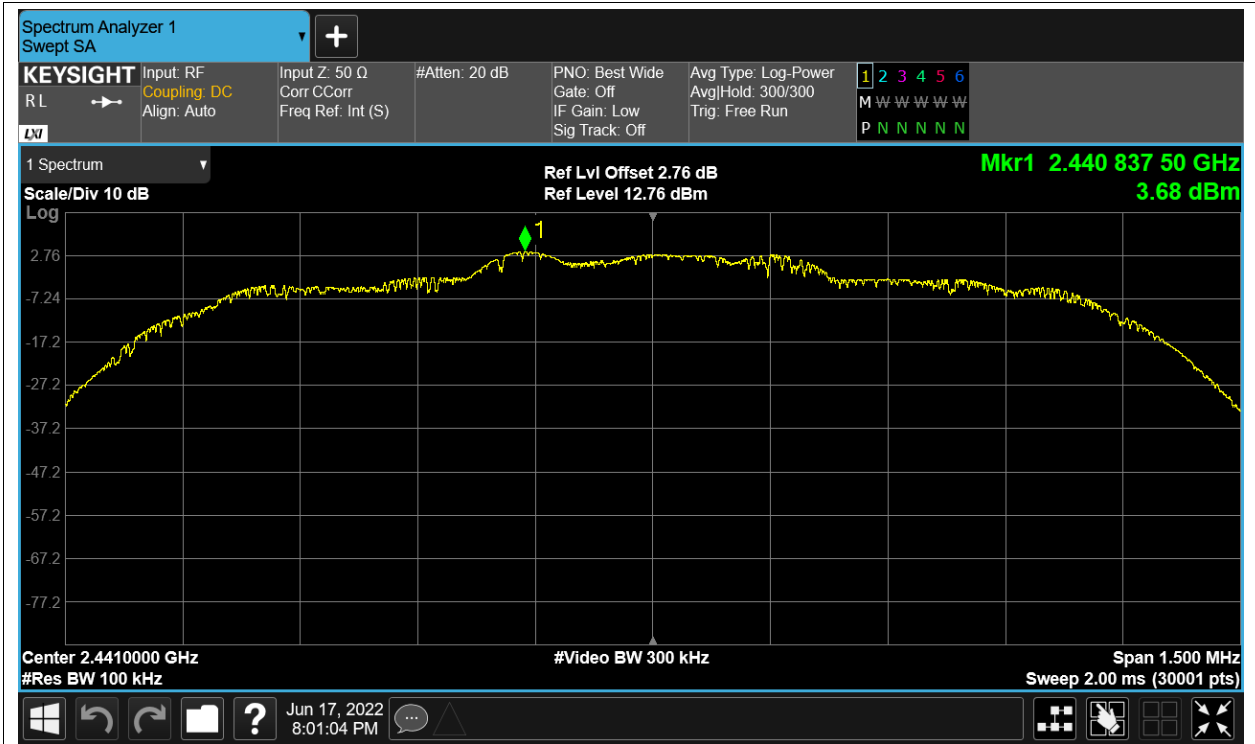 Spectrum Analyzer 1
Swept SA
KEYSIGHT
R L
LXI
Input: RF
Coupling: DC
Align: Auto
Input Z: 50 Ω
Corr CCorr
Freq Ref: Int (S)
#Atten: 20 dB
PNO: Best Wide
Gate: Off
IF Gain: Low
Sig Track: Off
Avg Type: Log-Power
Avg|Hold: 300/300
Trig: Free Run
1 2 3 4 5 6
M W W W W W
P N N N N N
1 Spectrum
Scale/Div 10 dB
Log
Ref Lvl Offset 2.76 dB
Ref Level 12.76 dBm
Mkr1 2.440 837 50 GHz
3.68 dBm
1
2.76
-7.24
-17.2
-27.2
-37.2
-47.2
-57.2
-67.2
-77.2
Center 2.4410000 GHz
#Res BW 100 kHz
#Video BW 300 kHz
Span 1.500 MHz
Sweep 2.00 ms (30001 pts)
?
Jun 17, 2022
8:01:04 PM